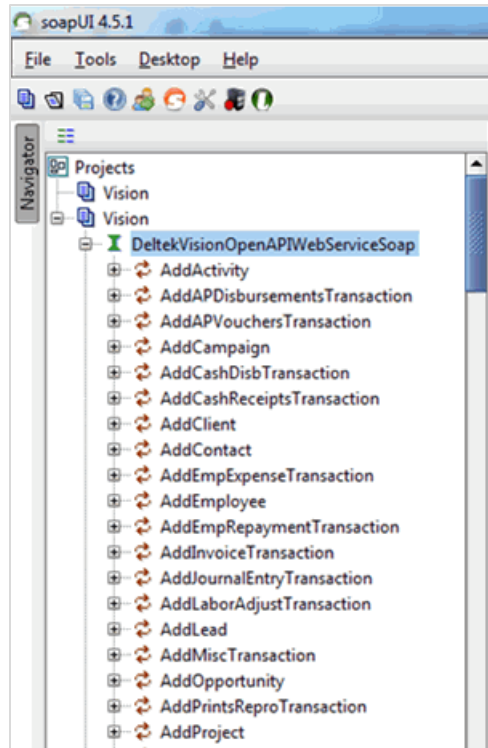 soapUI 4.5.1
File Tools Desktop Help
Navigator
Projects
Vision
Vision
DeltekVisionOpenAPIWebServiceSoap
AddActivity
AddAPDisbursementsTransaction
AddAPVouchersTransaction
AddCampaign
AddCashDisbTransaction
AddCashReceiptsTransaction
AddClient
AddContact
AddEmpExpenseTransaction
AddEmployee
AddEmpRepaymentTransaction
AddInvoiceTransaction
AddJournalEntryTransaction
AddLaborAdjustTransaction
AddLead
AddMiscTransaction
AddOpportunity
AddPrintsReproTransaction
AddProject